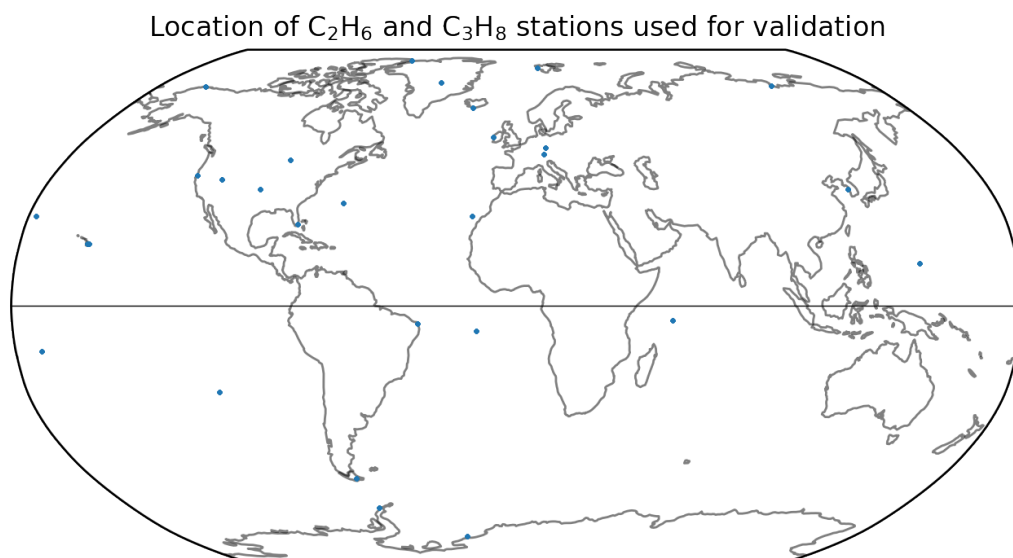 Location of C₂H₆ and C₃H₈ stations used for validation